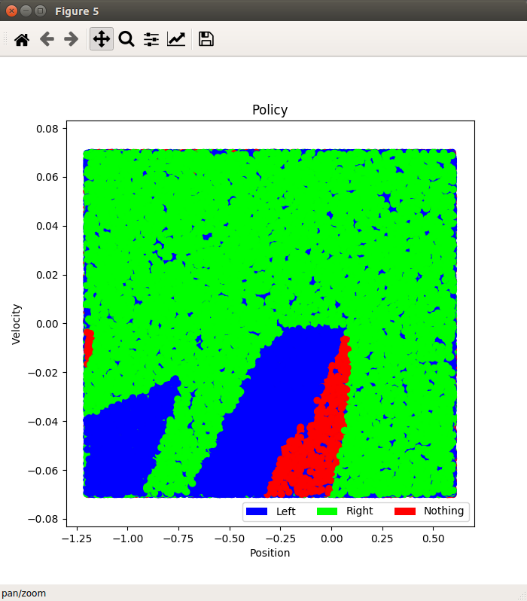 Figure 5
Policy
0.08
0.06
0.04
0.02
0.00
−0.02
−0.04
−0.06
−0.08
Velocity
−1.25 −1.00 −0.75 −0.50 −0.25 0.00 0.25 0.50
Position
Left Right Nothing
pan/zoom